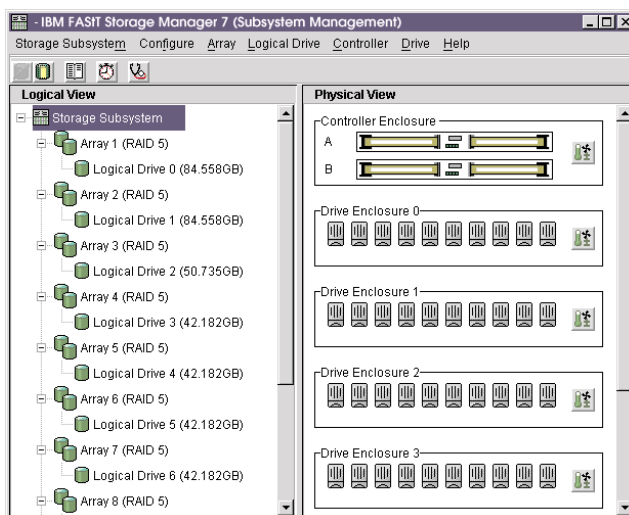 - IBM FAStT Storage Manager 7 (Subsystem Management)
Storage Subsystem Configure Array Logical Drive Controller Drive Help
Logical View
Storage Subsystem
Array 1 (RAID 5)
Logical Drive 0 (84.558GB)
Array 2 (RAID 5)
Logical Drive 1 (84.558GB)
Array 3 (RAID 5)
Logical Drive 2 (50.735GB)
Array 4 (RAID 5)
Logical Drive 3 (42.182GB)
Array 5 (RAID 5)
Logical Drive 4 (42.182GB)
Array 6 (RAID 5)
Logical Drive 5 (42.182GB)
Array 7 (RAID 5)
Logical Drive 6 (42.182GB)
Array 8 (RAID 5)
Physical View
Controller Enclosure
A
B
Drive Enclosure 0
Drive Enclosure 1
Drive Enclosure 2
Drive Enclosure 3